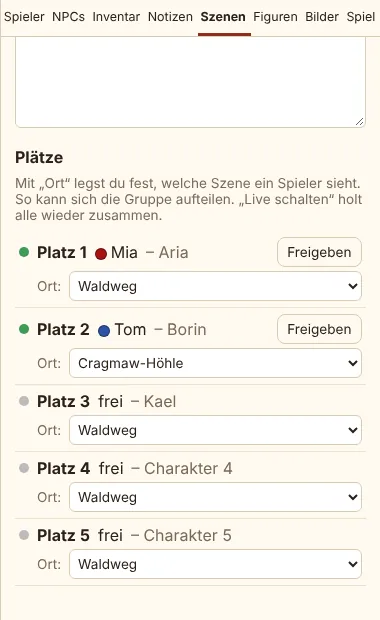 Spieler NPCs Inventar Notizen Szenen Figuren Bilder Spiel
Plätze
Mit „Ort“ legst du fest, welche Szene ein Spieler sieht.
So kann sich die Gruppe aufteilen. „Live schalten“ holt
alle wieder zusammen.
Platz 1 Mia – Aria Freigeben
Ort: Waldweg
Platz 2 Tom – Borin Freigeben
Ort: Cragmaw-Höhle
Platz 3 frei – Kael
Ort: Waldweg
Platz 4 frei – Charakter 4
Ort: Waldweg
Platz 5 frei – Charakter 5
Ort: Waldweg